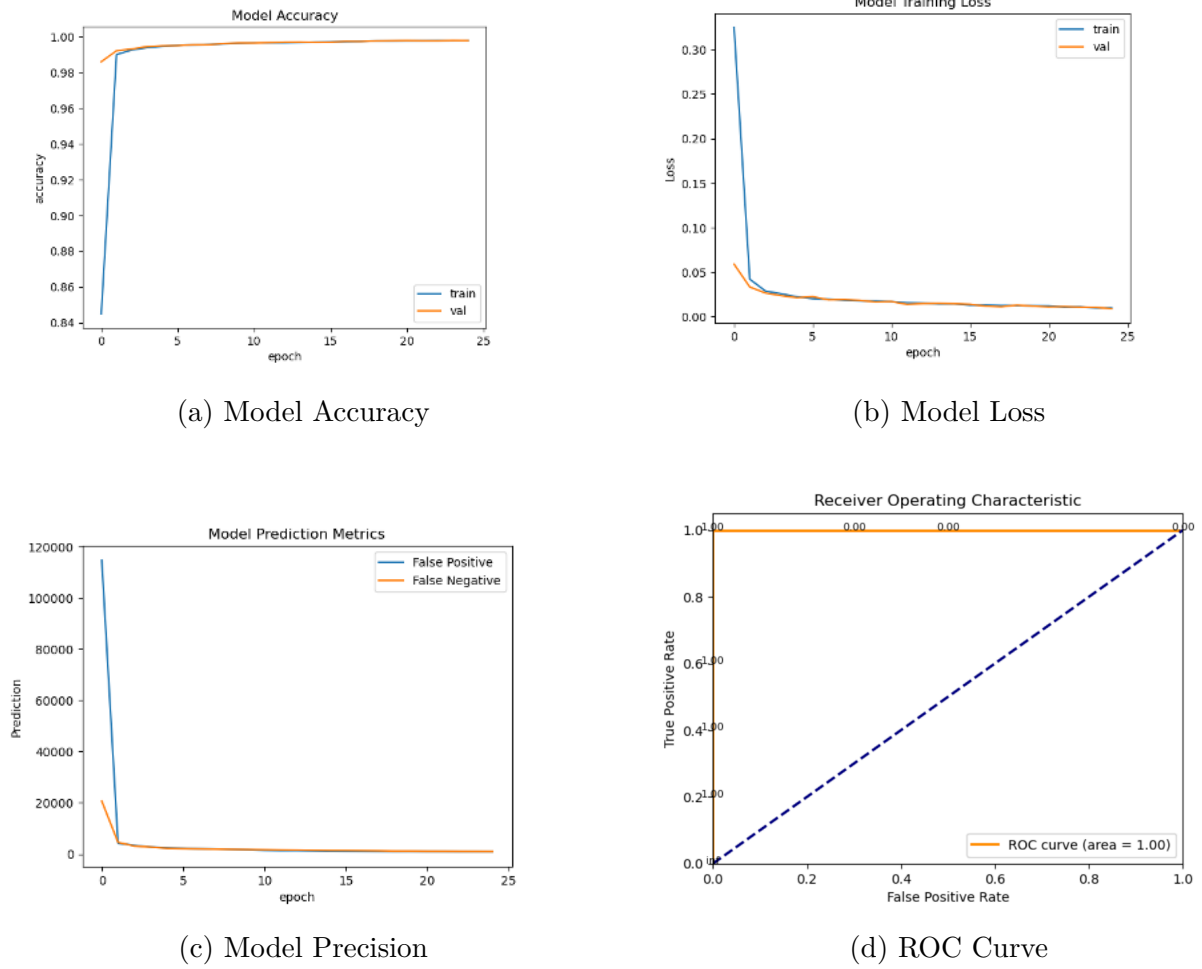 Model Accuracy
1.00
0.98
0.96
0.94
0.92
0.90
0.88
0.86
0.84
accuracy
train
val
0 5 10 15 20 25
epoch
(a) Model Accuracy
Model Training Loss
0.30
0.25
0.20
0.15
0.10
0.05
0.00
Loss
train
val
0 5 10 15 20 25
epoch
(b) Model Loss
Model Prediction Metrics
120000
100000
80000
60000
40000
20000
0
Prediction
False Positive
False Negative
0 5 10 15 20 25
epoch
(c) Model Precision
Receiver Operating Characteristic
1.00 0.00 0.00 0.00
1.0
0.8
1.00
0.6
1.00
0.4
1.00
0.2
0.0
True Positive Rate
ROC curve (area = 1.00)
0.0 0.2 0.4 0.6 0.8 1.0
False Positive Rate
(d) ROC Curve